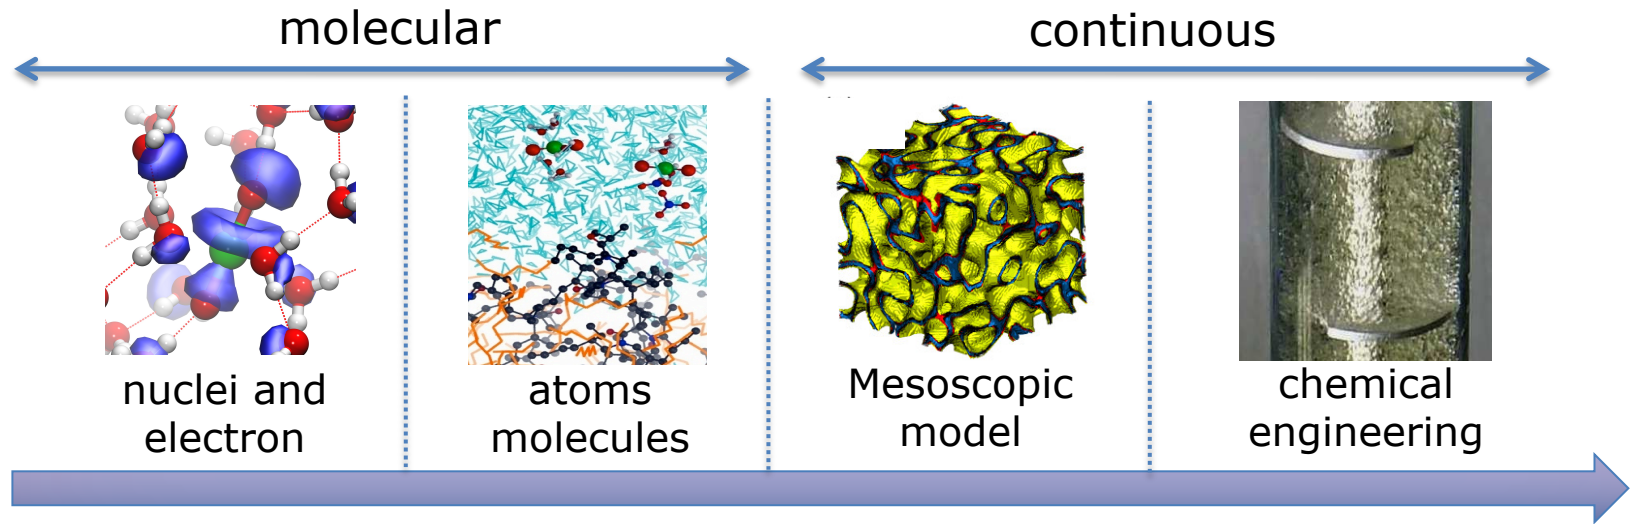 molecular
continuous
nuclei and
electron
atoms
molecules
Mesoscopic
model
chemical
engineering